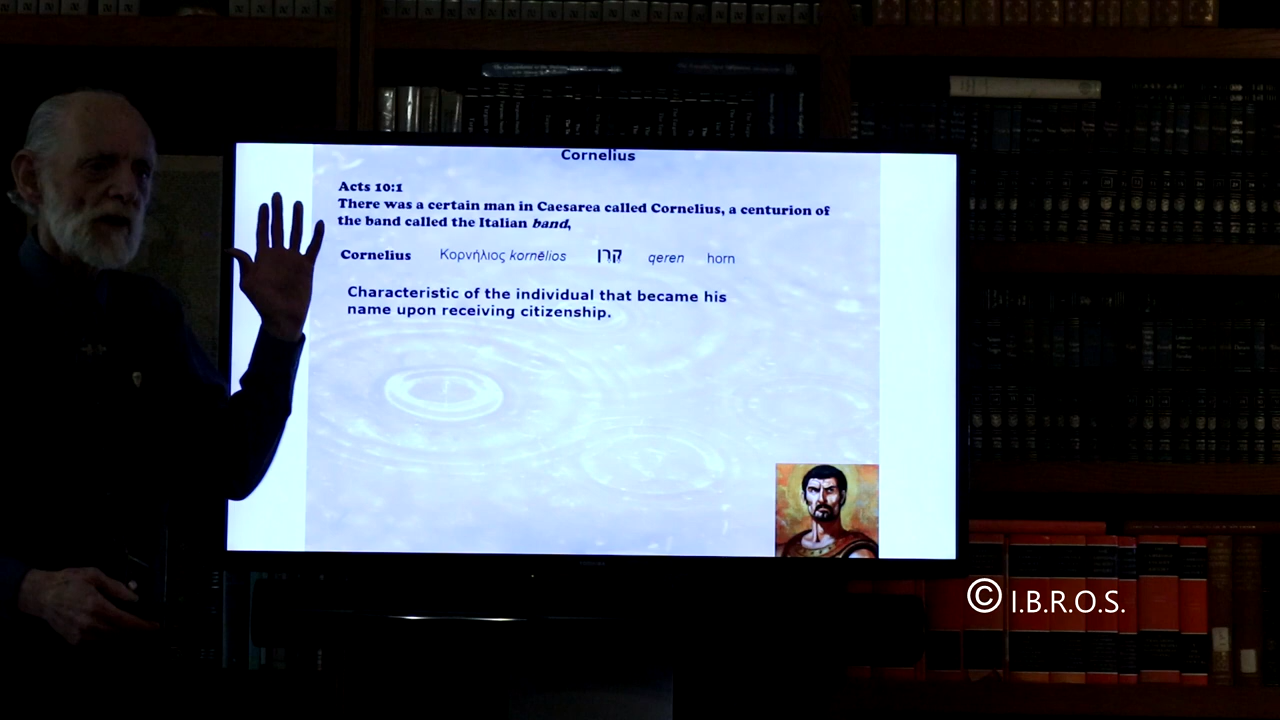 Cornelius
Acts 10:1
There was a certain man in Caesarea called Cornelius, a centurion of
the band called the Italian band,
Cornelius Κορνήλιος kornēlios קרן qeren horn
Characteristic of the individual that became his
name upon receiving citizenship.
© I.B.R.O.S.